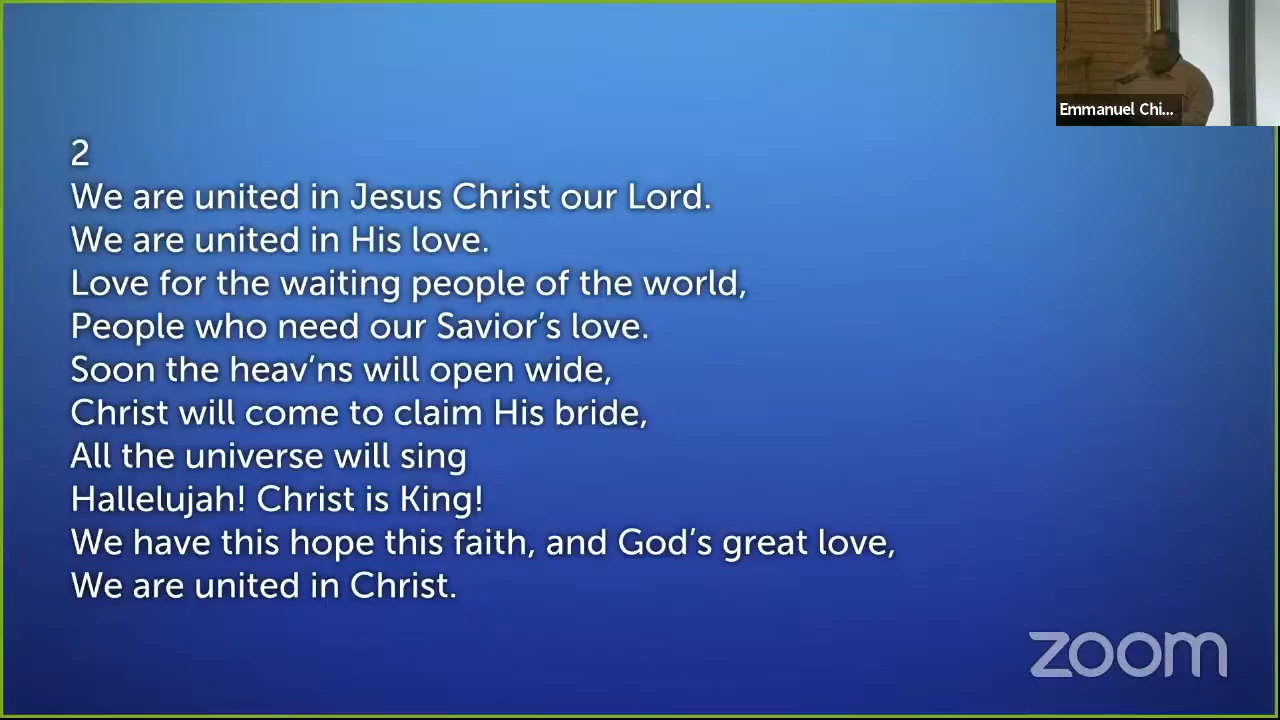 2
We are united in Jesus Christ our Lord.
We are united in His love.
Love for the waiting people of the world,
People who need our Savior’s love.
Soon the heav’ns will open wide,
Christ will come to claim His bride,
All the universe will sing
Hallelujah! Christ is King!
We have this hope this faith, and God’s great love,
We are united in Christ.
Emmanuel Chi...
zoom